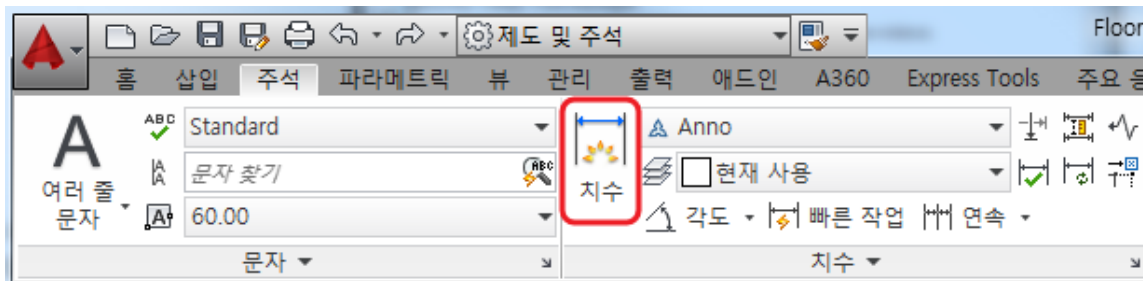 제도 및 주석 Floor
홈 삽입 주석 파라메트릭 뷰 관리 출력 애드인 A360 Express Tools 주요
여러 줄 문자
ABC Standard
문자 찾기 ABC
60.00
치수
Anno
현재 사용
각도 빠른 작업 연속
문자 치수